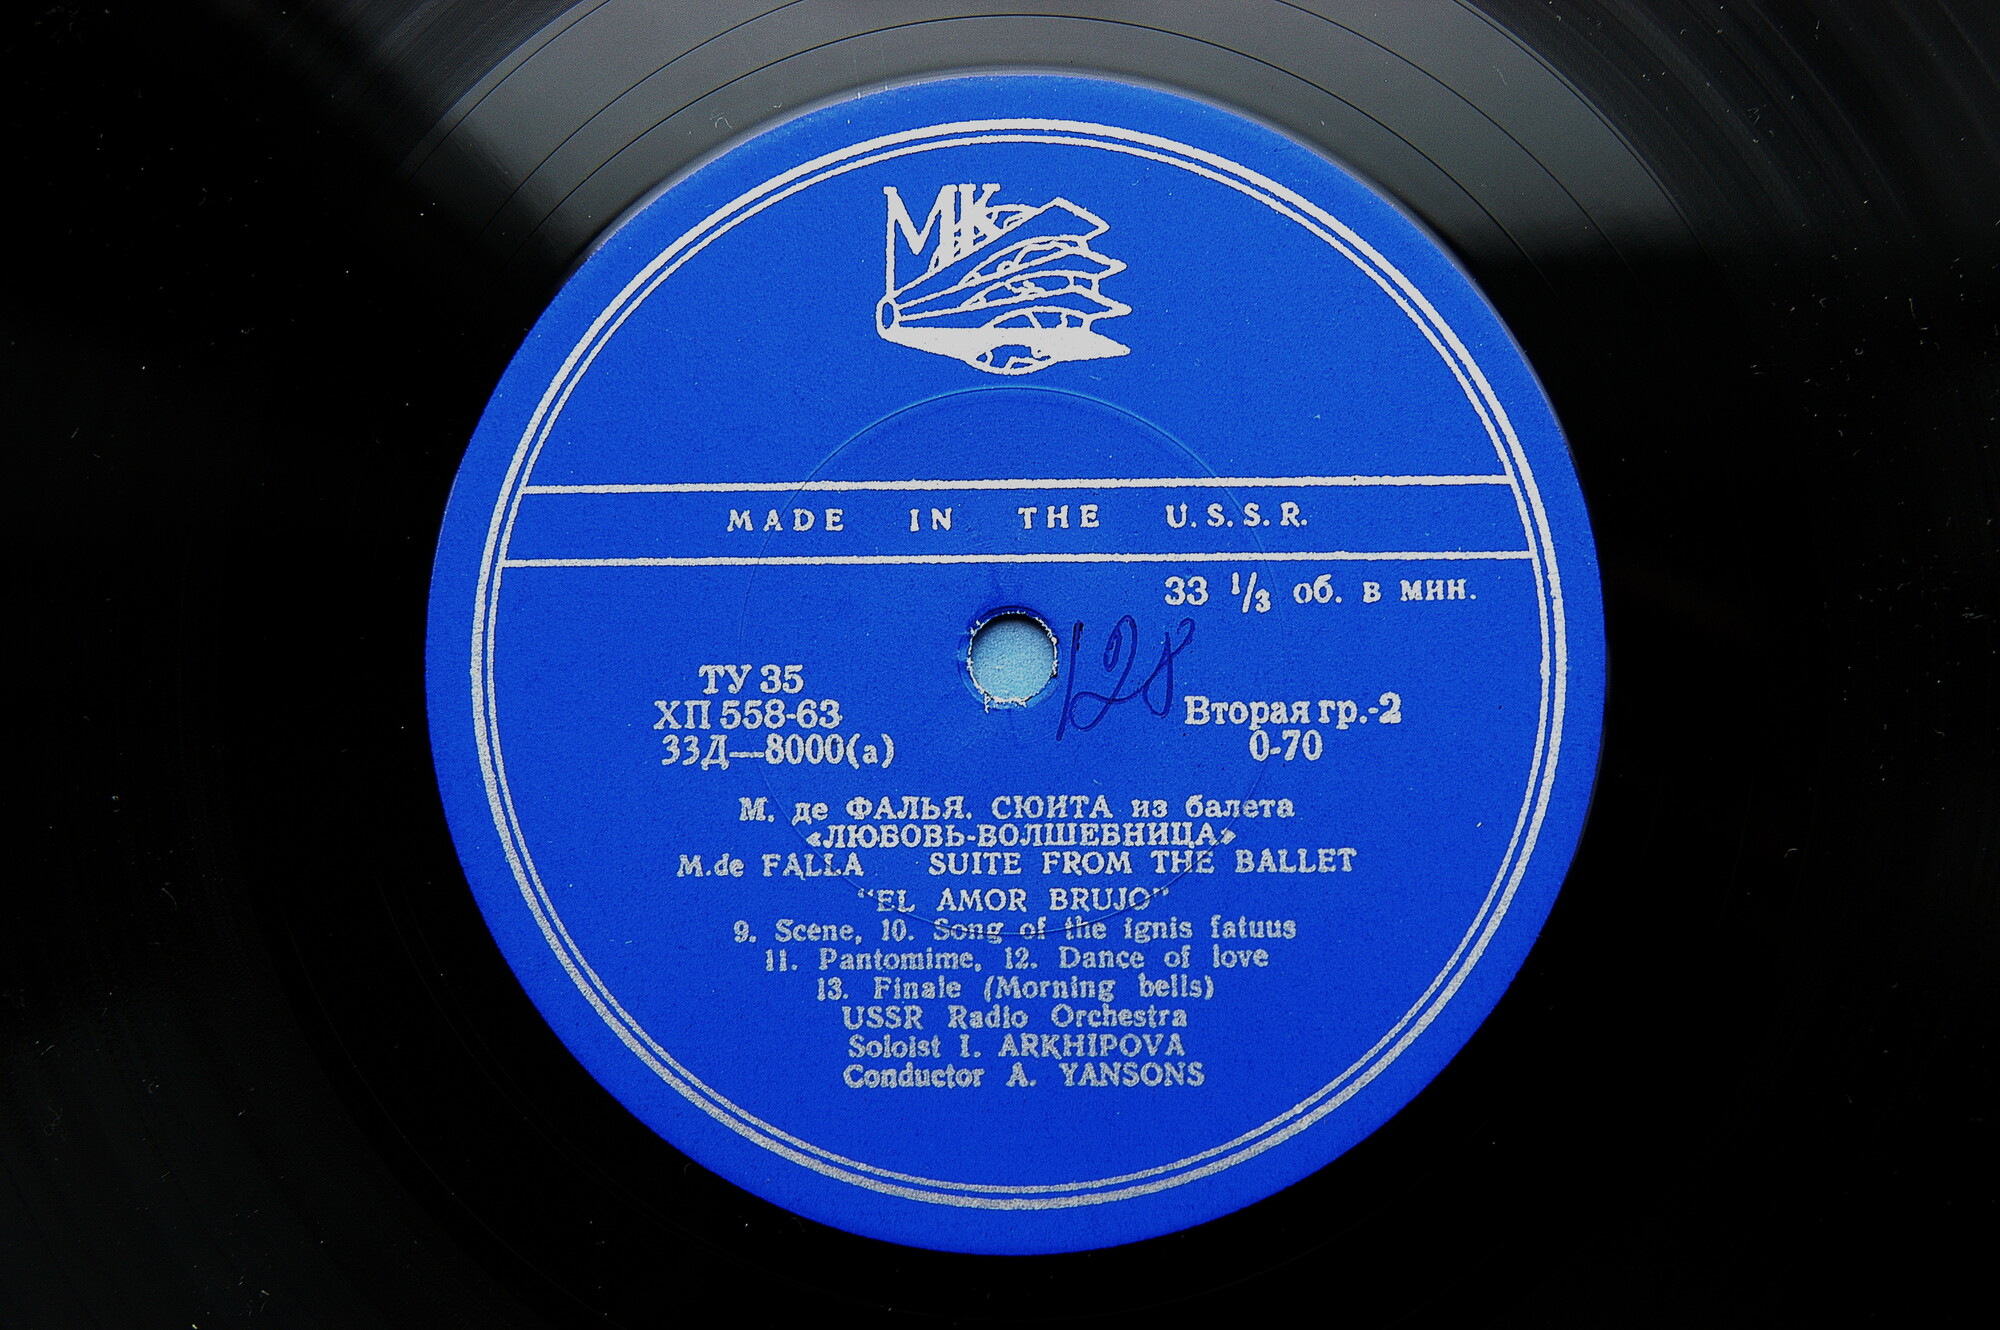 МК
MADE IN THE U.S.S.R.
33 1/3 об. в мин.
128
ТУ 35
ХП 558-63
33Д—8000(а)
Вторая гр.-2
0-70
М. де ФАЛЬЯ. СЮИТА из балета
«ЛЮБОВЬ-ВОЛШЕБНИЦА»
M.de FALLA SUITE FROM THE BALLET
“EL AMOR BRUJO”
9. Scene, 10. Song of the ignis fatuus
11. Pantomime, 12. Dance of love
13. Finale (Morning bells)
USSR Radio Orchestra
Soloist I. ARKHIPOVA
Conductor A. YANSONS